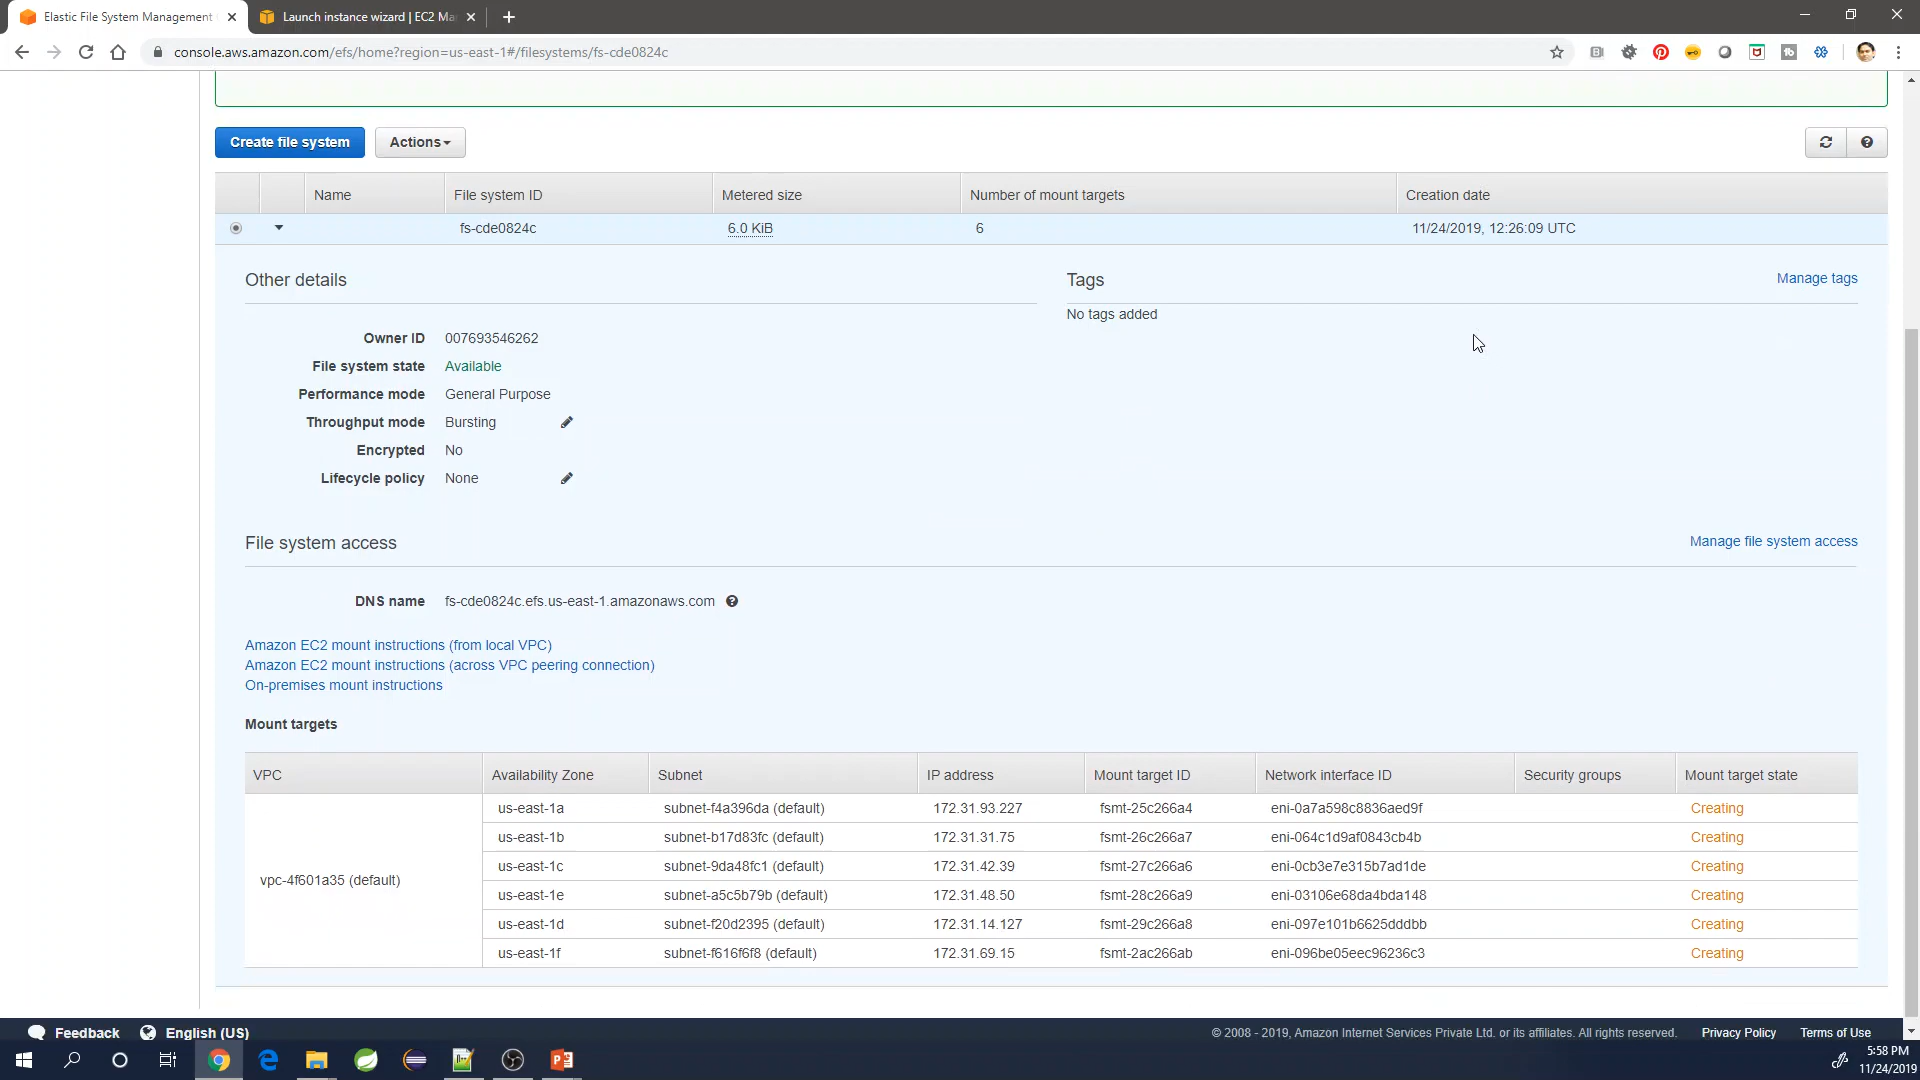 Elastic File System Management
Launch instance wizard | EC2 Ma
console.aws.amazon.com/efs/home?region=us-east-1#/filesystems/fs-cde0824c
Create file system
Actions
Name
File system ID
Metered size
Number of mount targets
Creation date
fs-cde0824c
6.0 KiB
6
11/24/2019, 12:26:09 UTC
Other details
Tags
Manage tags
No tags added
Owner ID 007693546262
File system state Available
Performance mode General Purpose
Throughput mode Bursting
Encrypted No
Lifecycle policy None
File system access
Manage file system access
DNS name fs-cde0824c.efs.us-east-1.amazonaws.com
Amazon EC2 mount instructions (from local VPC)
Amazon EC2 mount instructions (across VPC peering connection)
On-premises mount instructions
Mount targets
VPC Availability Zone Subnet IP address Mount target ID Network interface ID Security groups Mount target state
vpc-4f601a35 (default)
us-east-1a subnet-f4a396da (default) 172.31.93.227 fsmt-25c266a4 eni-0a7a598c8836aed9f Creating
us-east-1b subnet-b17d83fc (default) 172.31.31.75 fsmt-26c266a7 eni-064c1d9af0843cb4b Creating
us-east-1c subnet-9da48fc1 (default) 172.31.42.39 fsmt-27c266a6 eni-0cb3e7e315b7ad1de Creating
us-east-1e subnet-a5c5b79b (default) 172.31.48.50 fsmt-28c266a9 eni-03106e68da4bda148 Creating
us-east-1d subnet-f20d2395 (default) 172.31.14.127 fsmt-29c266a8 eni-097e101b6625dddbb Creating
us-east-1f subnet-f616f6f8 (default) 172.31.69.15 fsmt-2ac266ab eni-096be05eec96236c3 Creating
Feedback
English (US)
© 2008 - 2019, Amazon Internet Services Private Ltd. or its affiliates. All rights reserved.
Privacy Policy
Terms of Use
5:58 PM
11/24/2019